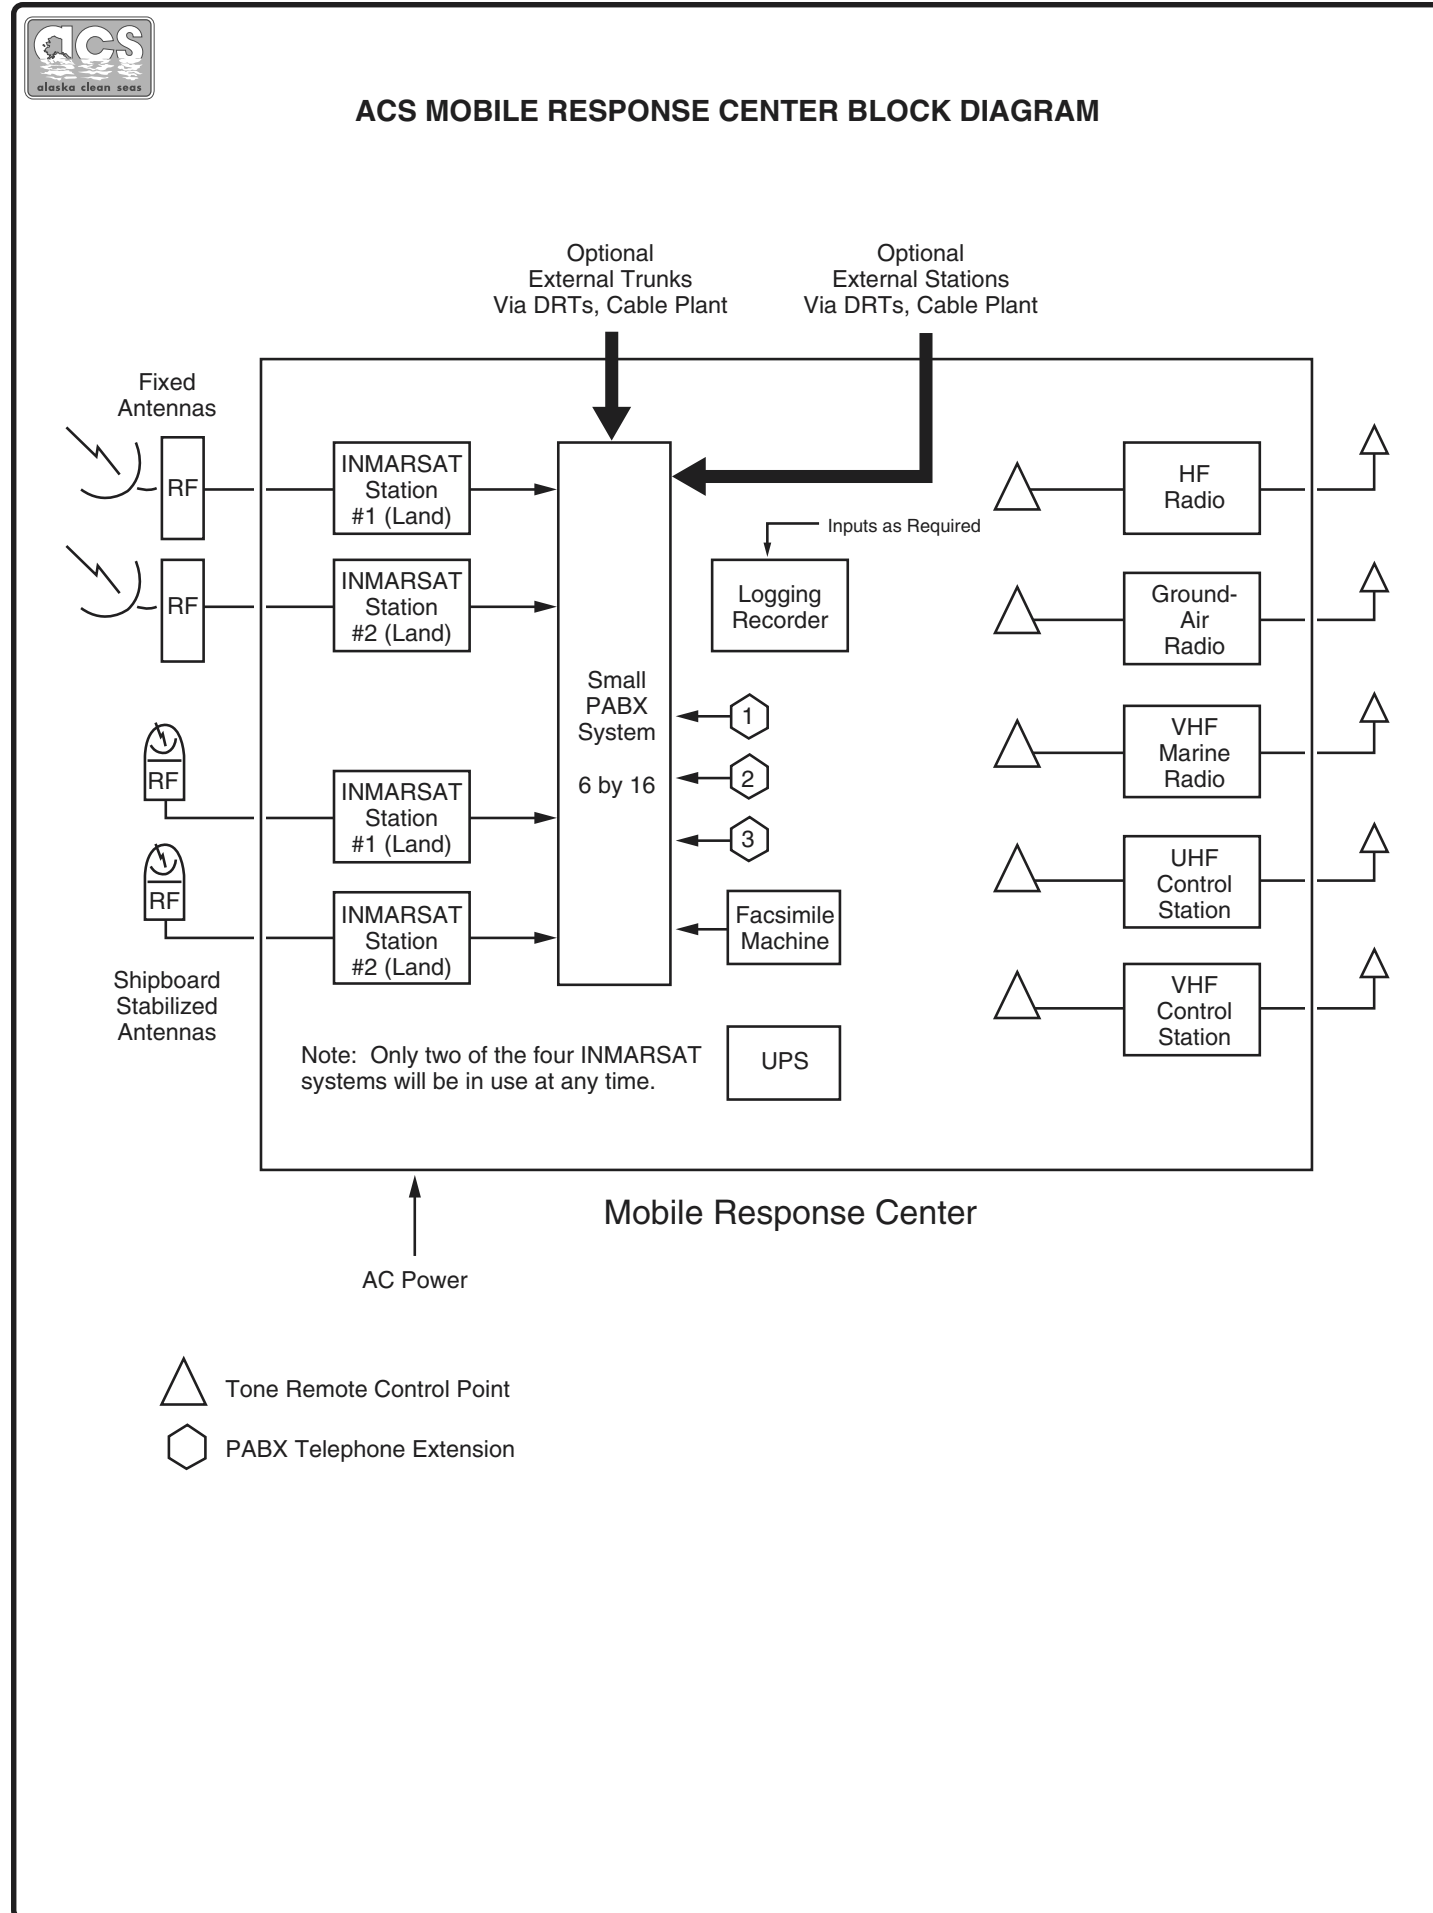 acs
alaska clean seas
ACS MOBILE RESPONSE CENTER BLOCK DIAGRAM
Optional
External Trunks
Via DRTs, Cable Plant
Optional
External Stations
Via DRTs, Cable Plant
Fixed
Antennas
RF
INMARSAT
Station
#1 (Land)
RF
INMARSAT
Station
#2 (Land)
RF
INMARSAT
Station
#1 (Land)
RF
INMARSAT
Station
#2 (Land)
Shipboard
Stabilized
Antennas
Small
PABX
System
6 by 16
Inputs as Required
Logging
Recorder
1
2
3
Facsimile
Machine
UPS
Note: Only two of the four INMARSAT
systems will be in use at any time.
HF
Radio
Ground-
Air
Radio
VHF
Marine
Radio
UHF
Control
Station
VHF
Control
Station
Mobile Response Center
AC Power
Tone Remote Control Point
PABX Telephone Extension